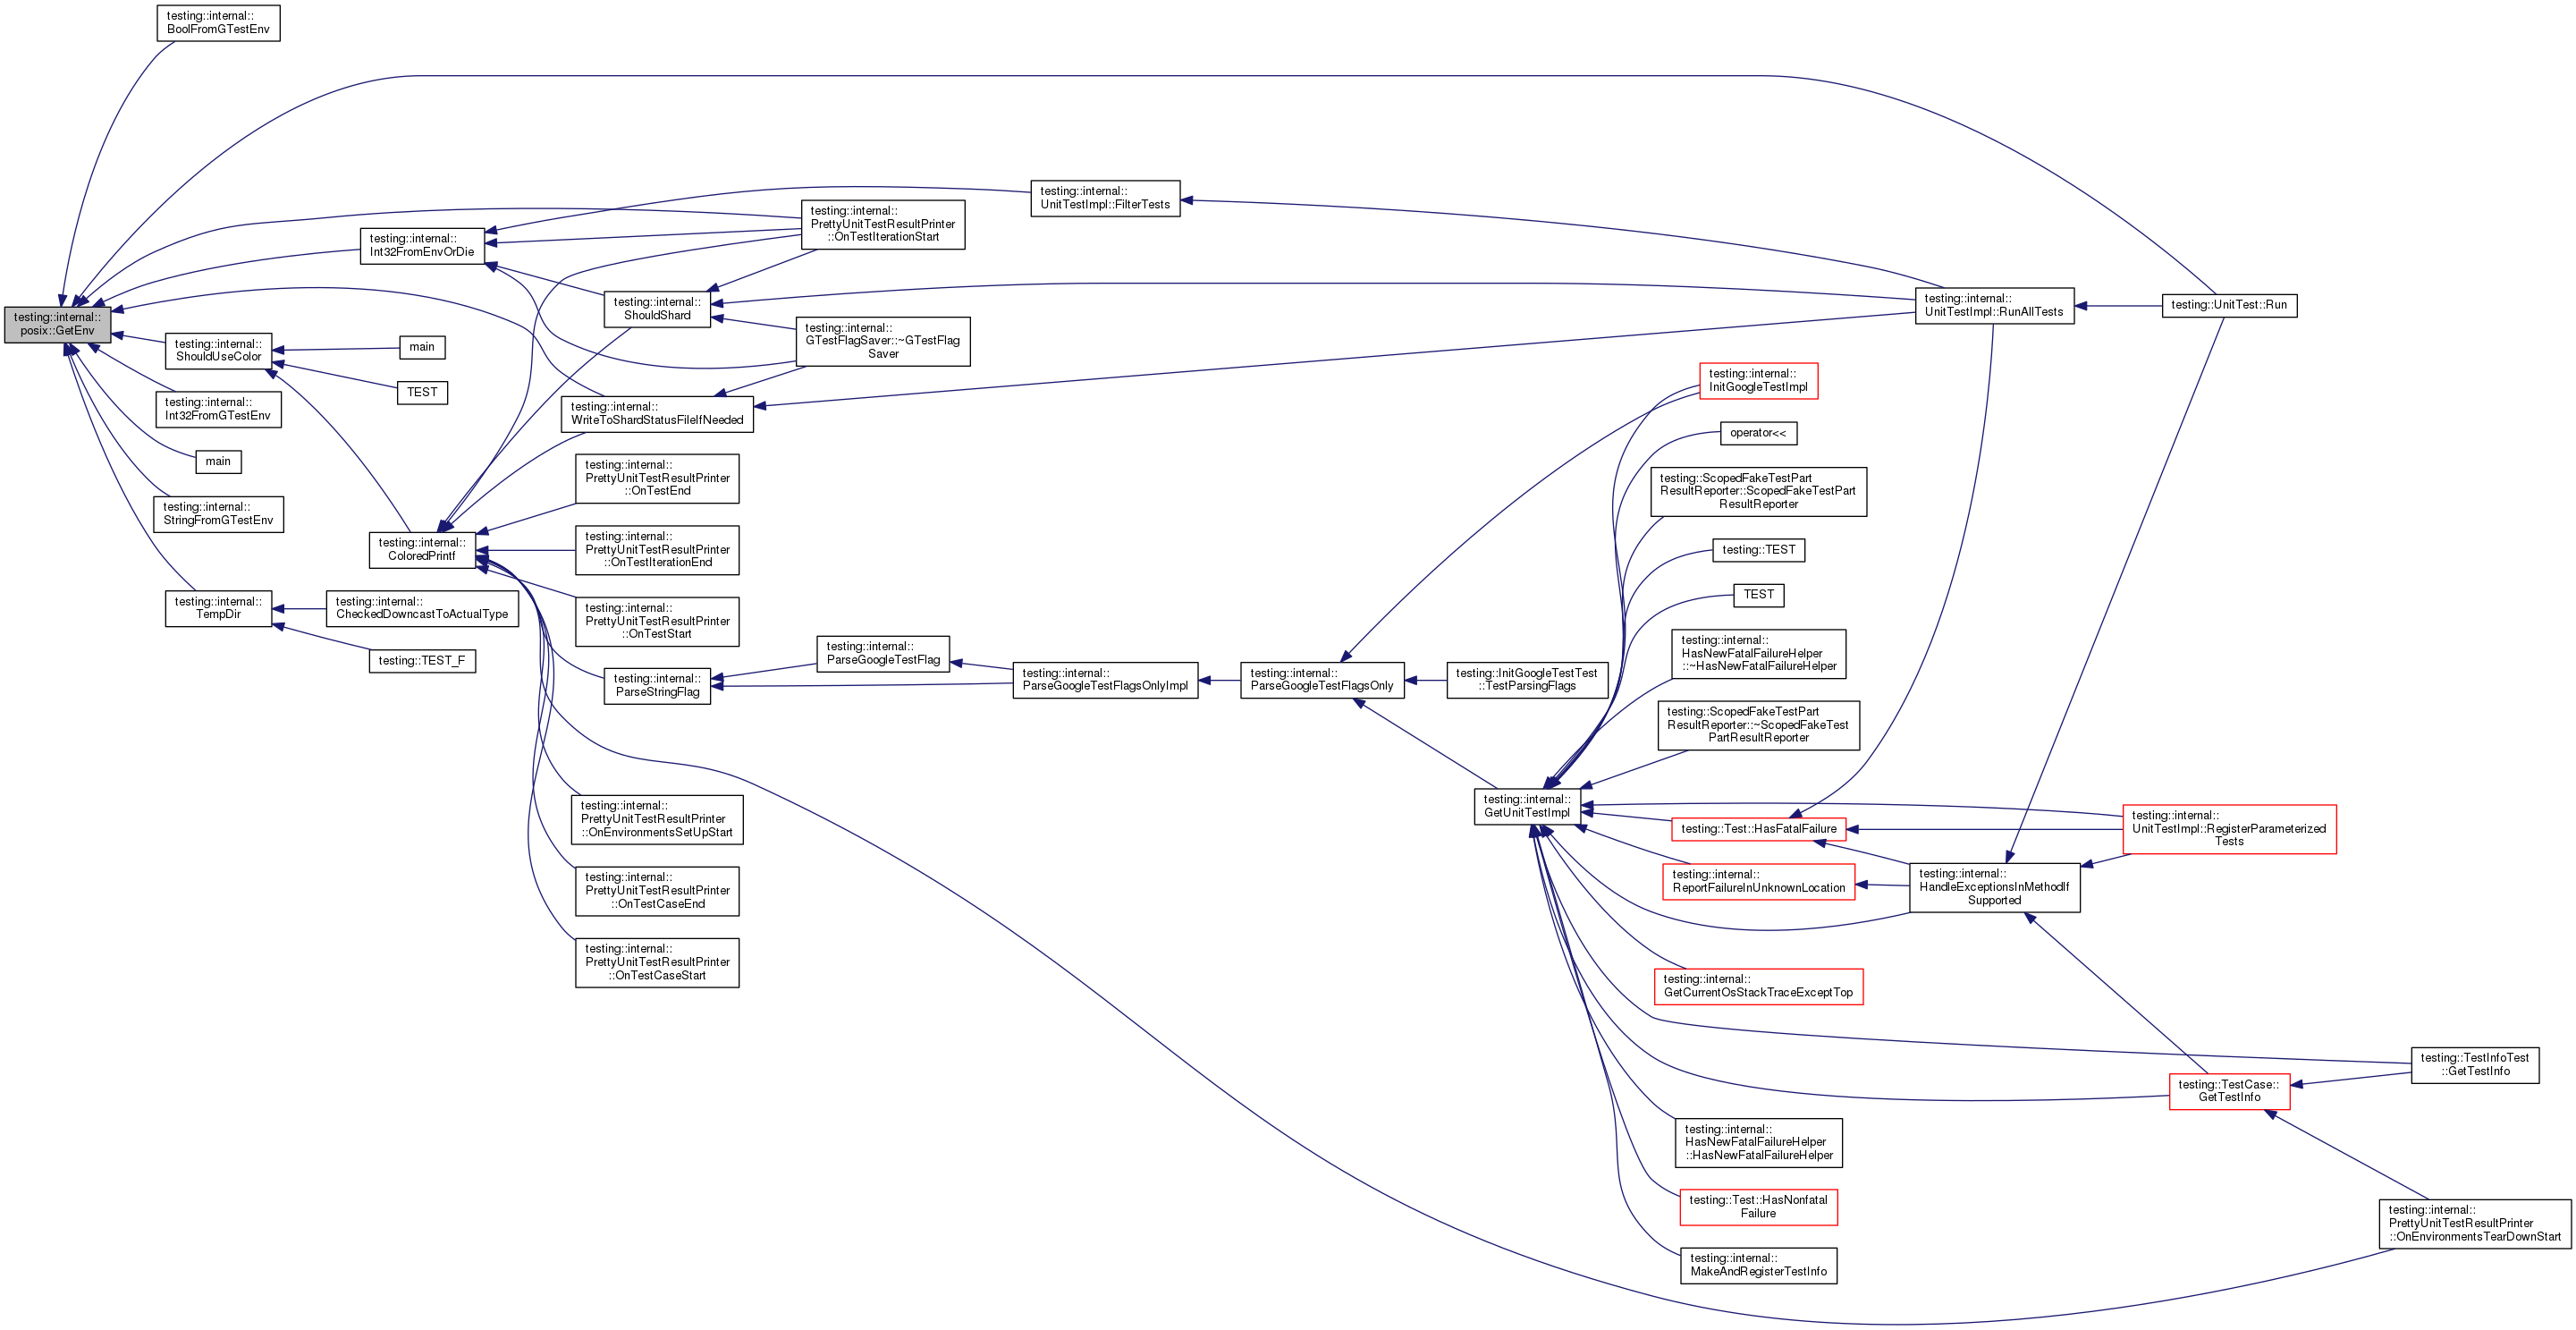 testing::internal::
BoolFromGTestEnv
testing::internal::
posix::GetEnv
testing::internal::
Int32FromEnvOrDie
testing::internal::
ShouldUseColor
main
TEST
testing::internal::
Int32FromGTestEnv
main
testing::internal::
StringFromGTestEnv
testing::internal::
TempDir
testing::internal::
CheckedDowncastToActualType
testing::TEST_F
testing::internal::
ColoredPrintf
testing::internal::
UnitTestImpl::FilterTests
testing::internal::
PrettyUnitTestResultPrinter
::OnTestIterationStart
testing::internal::
ShouldShard
testing::internal::
GTestFlagSaver::~GTestFlag
Saver
testing::internal::
WriteToShardStatusFileIfNeeded
testing::internal::
PrettyUnitTestResultPrinter
::OnTestEnd
testing::internal::
PrettyUnitTestResultPrinter
::OnTestIterationEnd
testing::internal::
PrettyUnitTestResultPrinter
::OnTestStart
testing::internal::
ParseStringFlag
testing::internal::
ParseGoogleTestFlag
testing::internal::
ParseGoogleTestFlagsOnlyImpl
testing::internal::
ParseGoogleTestFlagsOnly
testing::InitGoogleTestTest
::TestParsingFlags
testing::internal::
PrettyUnitTestResultPrinter
::OnEnvironmentsSetUpStart
testing::internal::
PrettyUnitTestResultPrinter
::OnTestCaseEnd
testing::internal::
PrettyUnitTestResultPrinter
::OnTestCaseStart
testing::internal::
GetUnitTestImpl
testing::internal::
UnitTestImpl::RunAllTests
testing::UnitTest::Run
testing::internal::
InitGoogleTestImpl
operator<<
testing::ScopedFakeTestPart
ResultReporter::ScopedFakeTestPart
ResultReporter
testing::TEST
TEST
testing::internal::
HasNewFatalFailureHelper
::~HasNewFatalFailureHelper
testing::ScopedFakeTestPart
ResultReporter::~ScopedFakeTest
PartResultReporter
testing::Test::HasFatalFailure
testing::internal::
UnitTestImpl::RegisterParameterized
Tests
testing::internal::
ReportFailureInUnknownLocation
testing::internal::
HandleExceptionsInMethodIf
Supported
testing::internal::
GetCurrentOsStackTraceExceptTop
testing::TestInfoTest
::GetTestInfo
testing::TestCase::
GetTestInfo
testing::internal::
HasNewFatalFailureHelper
::HasNewFatalFailureHelper
testing::Test::HasNonfatal
Failure
testing::internal::
MakeAndRegisterTestInfo
testing::internal::
PrettyUnitTestResultPrinter
::OnEnvironmentsTearDownStart